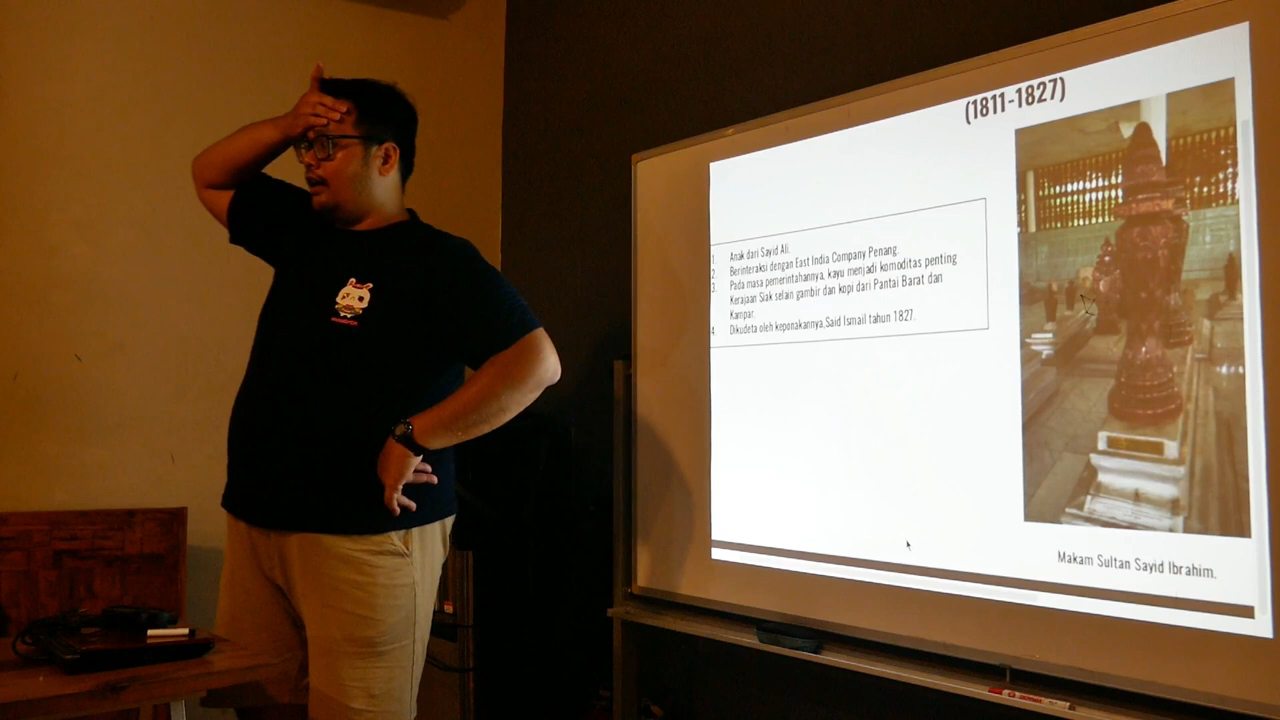 (1811-1827)
1. Anak dari Sayid Ali.
2. Berinteraksi dengan East India Company Penang.
3. Pada masa pemerintahannya, kayu menjadi komoditas penting
Kerajaan Siak selain gambir dan kopi dari Pantai Barat dan
Kampar.
4. Dikudeta oleh keponakannya, Said Ismail tahun 1827.
Makam Sultan Sayid Ibrahim.